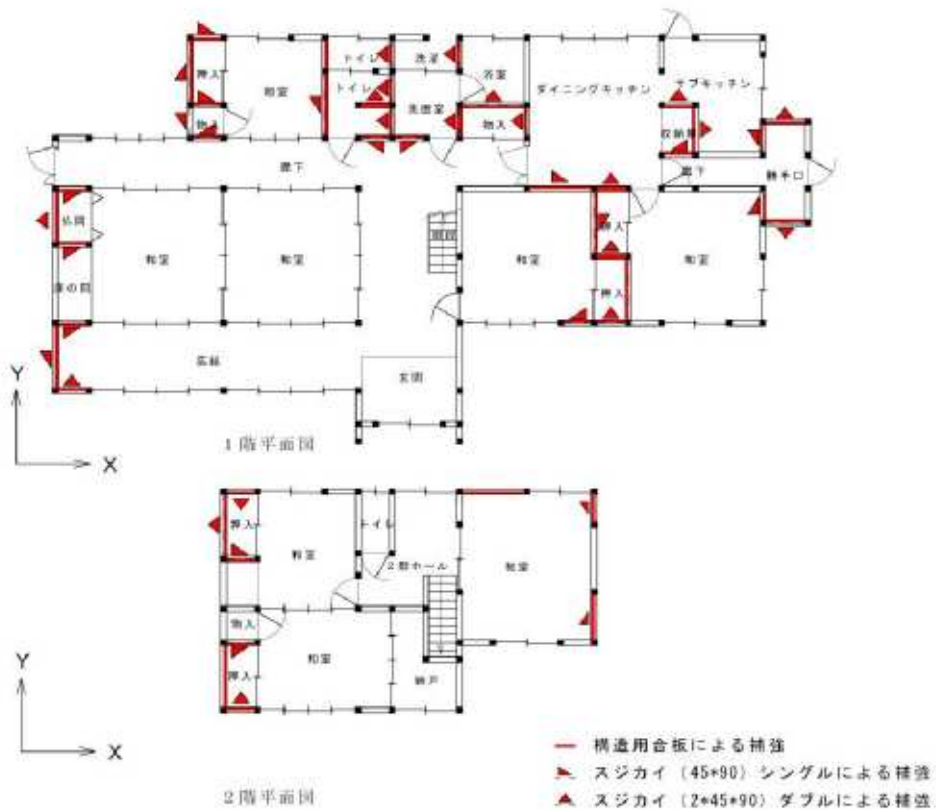 トイレ
洗濯
押入
寝室
浴室
ダイニングキッチン
サブキッチン
トイレ
洗面室
物入
物入
廊下
廊下
勝手口
仏間
和室
和室
和室
押入
和室
床の間
押入
広縁
玄関
Y
X
1階平面図
押入
和室
トイレ
2階ホール
和室
物入
押入
和室
納戸
Y
X
2階平面図
構造用合板による補強
スジカイ (45*90) シングルによる補強
スジカイ (2*45*90) ダブルによる補強